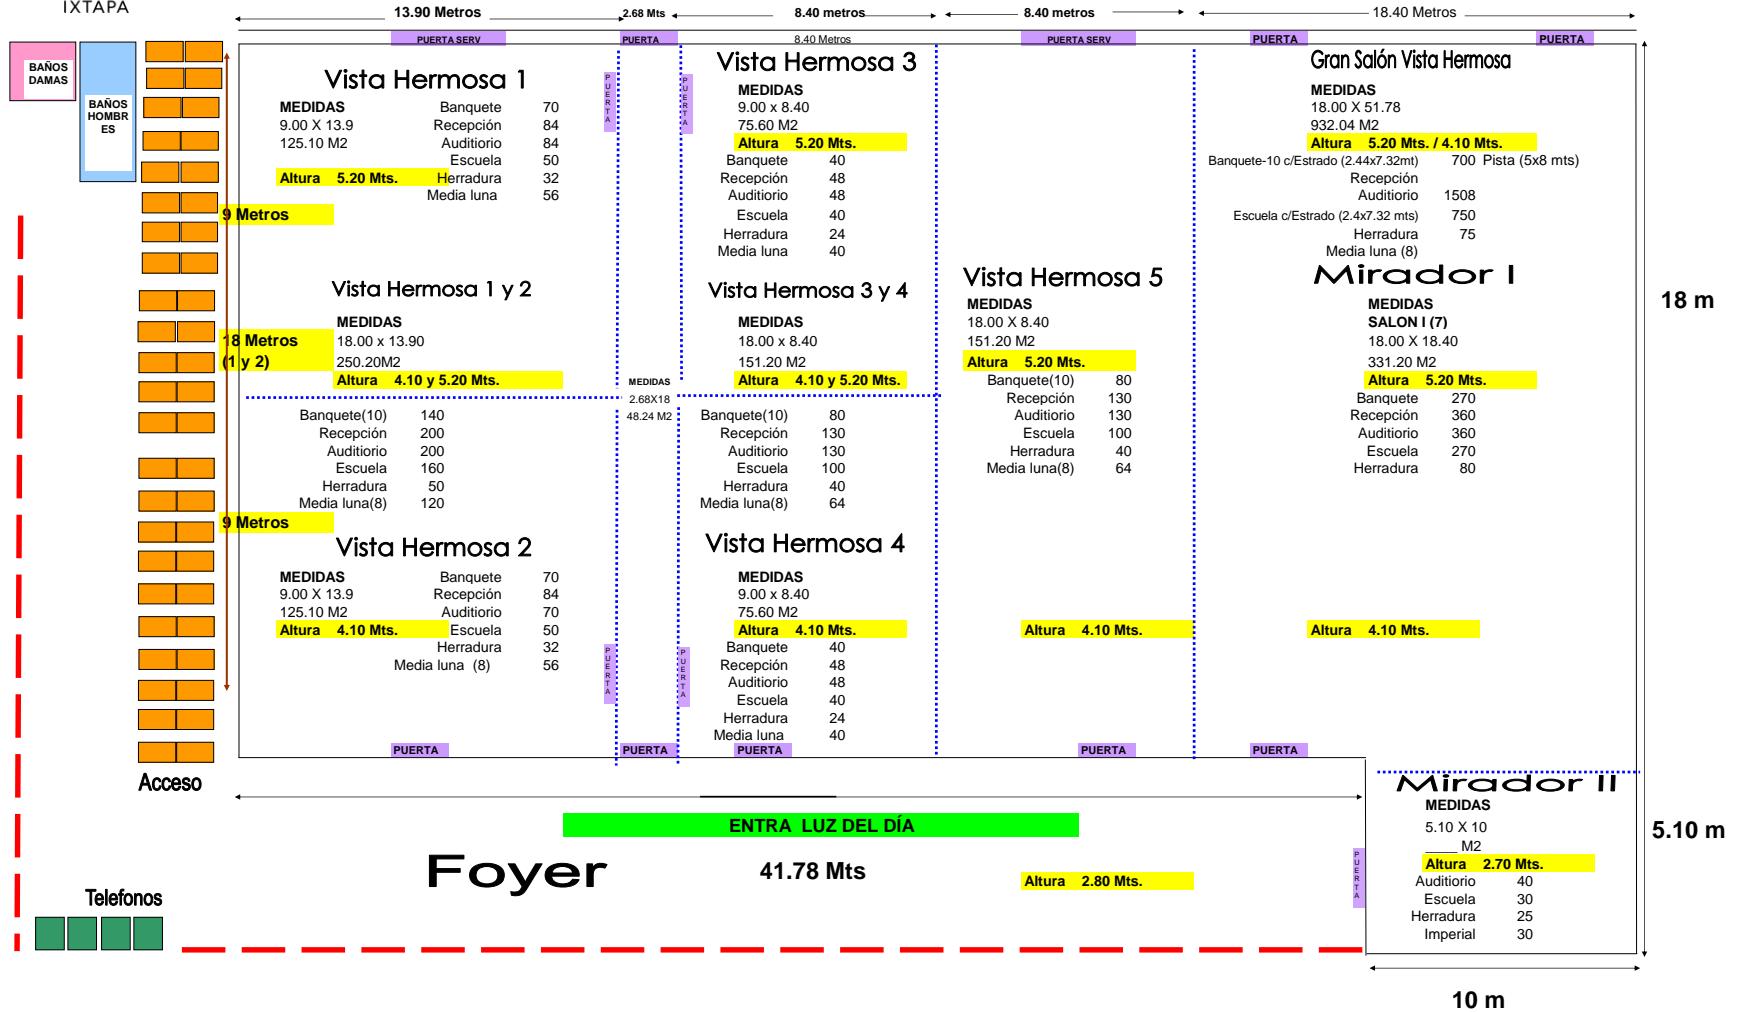 IXTAPA
13.90 Metros
2.68 Mts
8.40 metros
8.40 metros
18.40 Metros
PUERTA SERV
PUERTA
8.40 Metros
PUERTA SERV
PUERTA
PUERTA
BAÑOS
DAMAS
BAÑOS
HOMBR
ES
Vista Hermosa 1
MEDIDAS
9.00 X 13.9
125.10 M2
Altura 5.20 Mts.
Banquete 70
Recepción 84
Auditorio 84
Escuela 50
Herradura 32
Media luna 56
PUERTA
PUERTA
Vista Hermosa 3
MEDIDAS
9.00 x 8.40
75.60 M2
Altura 5.20 Mts.
Banquete 40
Recepción 48
Auditorio 48
Escuela 40
Herradura 24
Media luna 40
Gran Salón Vista Hermosa
MEDIDAS
18.00 X 51.78
932.04 M2
Altura 5.20 Mts. / 4.10 Mts.
Banquete-10 c/Estrado (2.44x7.32mt) 700 Pista (5x8 mts)
Recepción
Auditorio 1508
Escuela c/Estrado (2.4x7.32 mts) 750
Herradura 75
Media luna (8)
9 Metros
18 Metros
(1 y 2)
9 Metros
Vista Hermosa 1 y 2
MEDIDAS
18.00 x 13.90
250.20M2
Altura 4.10 y 5.20 Mts.
Banquete(10) 140
Recepción 200
Auditorio 200
Escuela 160
Herradura 50
Media luna(8) 120
MEDIDAS
2.68X18
48.24 M2
Vista Hermosa 3 y 4
MEDIDAS
18.00 x 8.40
151.20 M2
Altura 4.10 y 5.20 Mts.
Banquete(10) 80
Recepción 130
Auditorio 130
Escuela 100
Herradura 40
Media luna(8) 64
Vista Hermosa 5
MEDIDAS
18.00 X 8.40
151.20 M2
Altura 5.20 Mts.
Banquete(10) 80
Recepción 130
Auditorio 130
Escuela 100
Herradura 40
Media luna(8) 64
Mirador I
MEDIDAS
SALON I (7)
18.00 X 18.40
331.20 M2
Altura 5.20 Mts.
Banquete 270
Recepción 360
Auditorio 360
Escuela 270
Herradura 80
18 m
Vista Hermosa 2
MEDIDAS
9.00 X 13.9
125.10 M2
Altura 4.10 Mts.
Banquete 70
Recepción 84
Auditorio 70
Escuela 50
Herradura 32
Media luna (8) 56
PUERTA
PUERTA
Vista Hermosa 4
MEDIDAS
9.00 x 8.40
75.60 M2
Altura 4.10 Mts.
Banquete 40
Recepción 48
Auditorio 48
Escuela 40
Herradura 24
Media luna 40
Altura 4.10 Mts.
Altura 4.10 Mts.
PUERTA
PUERTA
PUERTA
PUERTA
PUERTA
Acceso
ENTRA LUZ DEL DÍA
Foyer
41.78 Mts
Altura 2.80 Mts.
PUERTA
Mirador II
MEDIDAS
5.10 X 10
____ M2
Altura 2.70 Mts.
Auditorio 40
Escuela 30
Herradura 25
Imperial 30
5.10 m
Telefonos
10 m